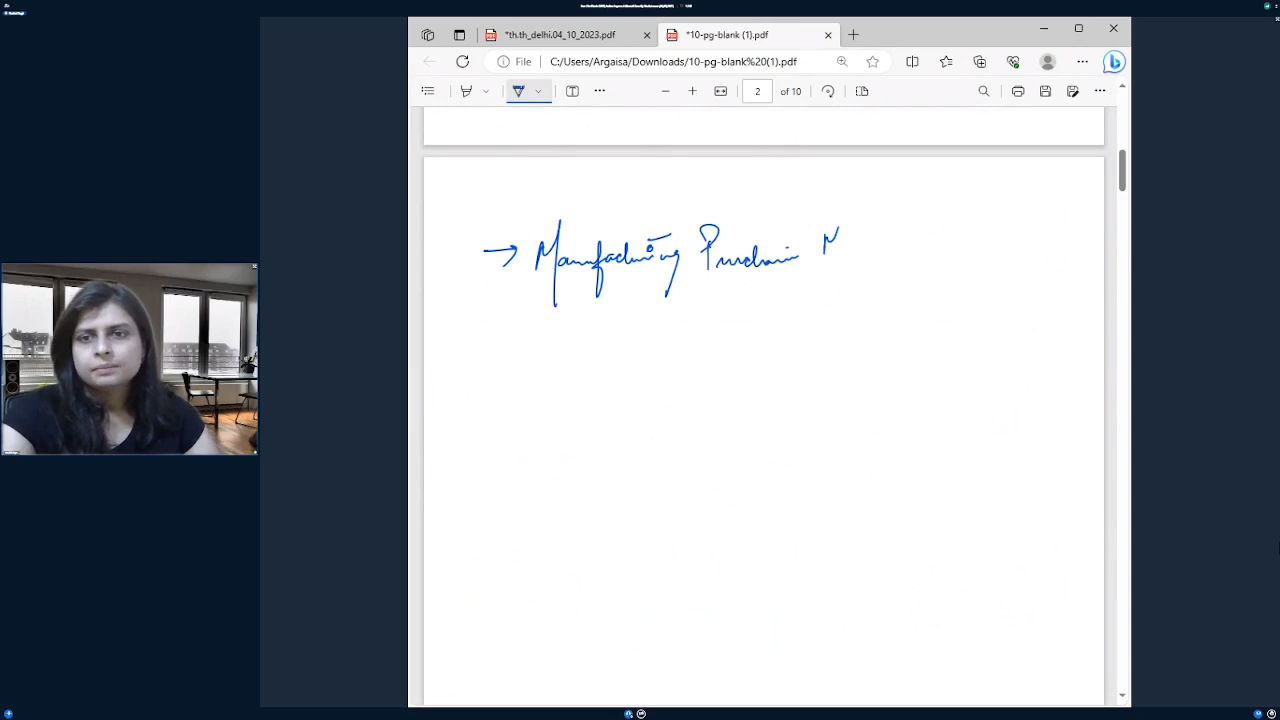 *th.th_delhi.04_10_2023.pdf
*10-pg-blank (1).pdf
File
C:/Users/Argaisa/Downloads/10-pg-blank%20(1).pdf
2 of 10
→ Manufacturing N